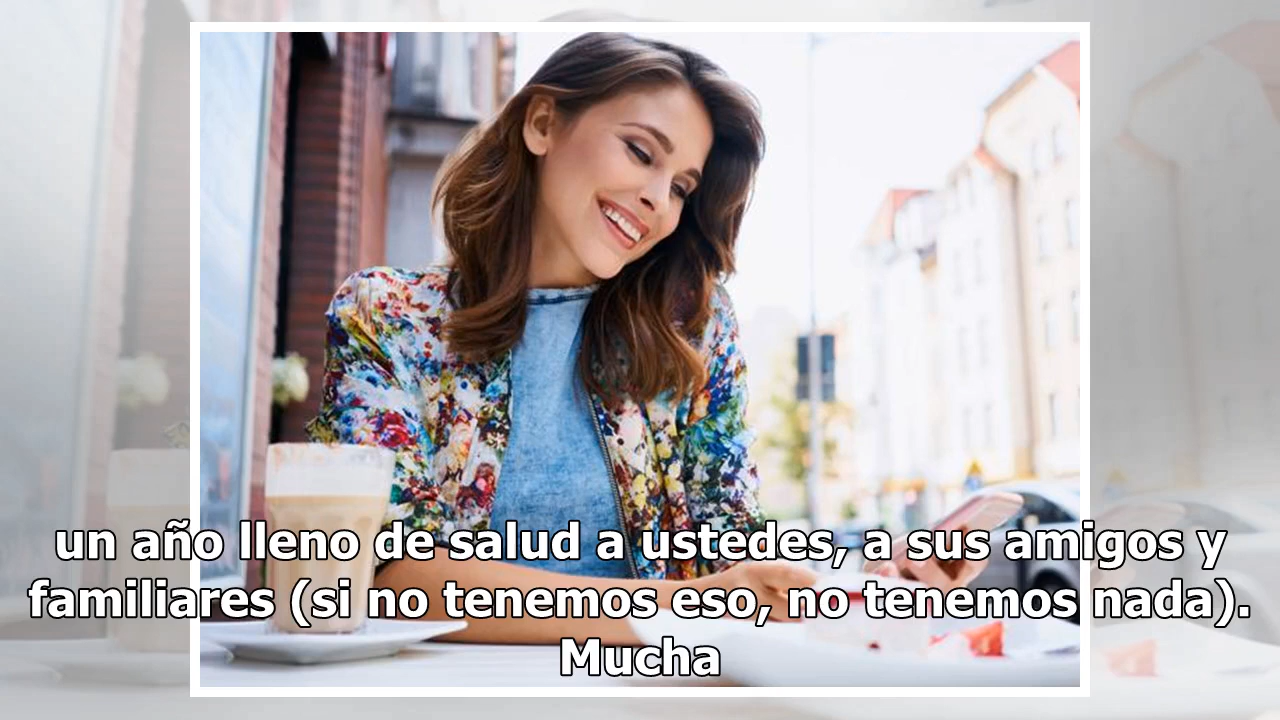 un año lleno de salud a ustedes, a sus amigos y
familiares (si no tenemos eso, no tenemos nada).
Mucha